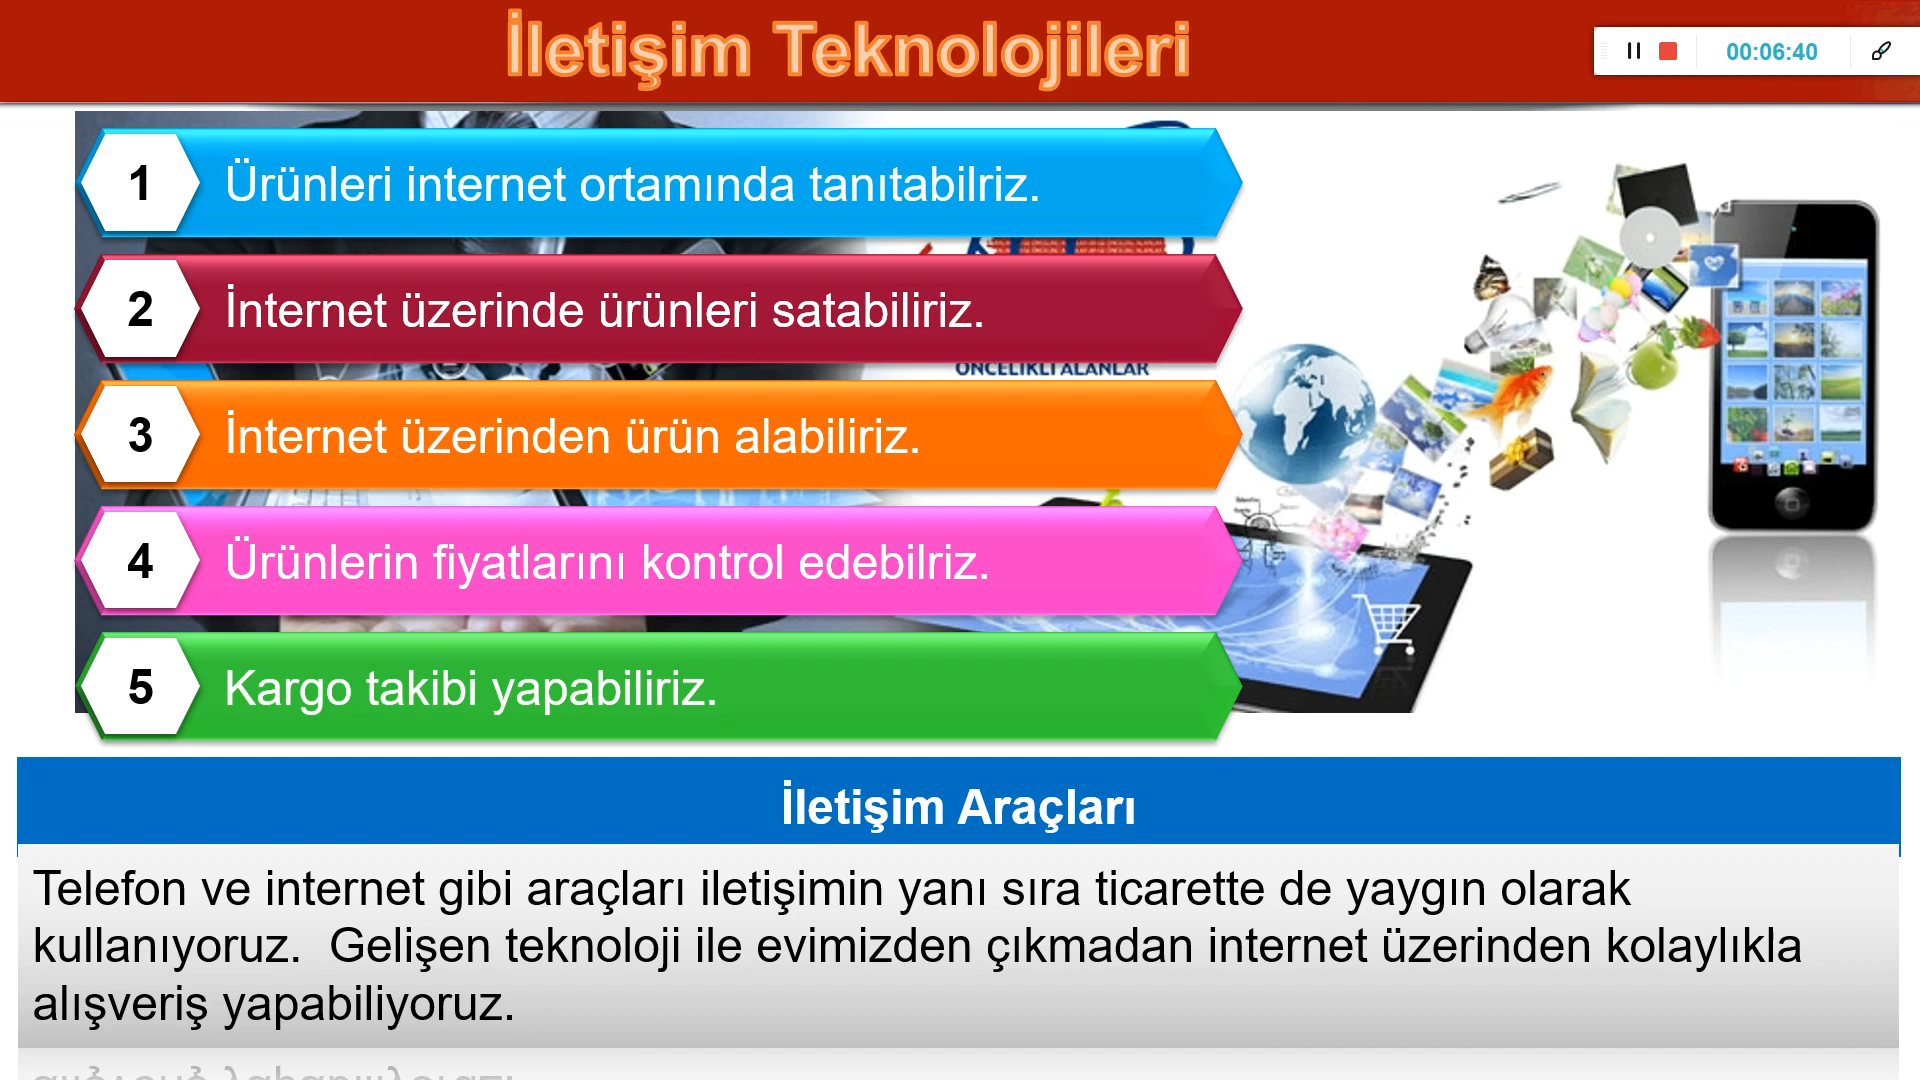 İletişim Teknolojileri
00:06:40
1 Ürünleri internet ortamında tanıtabilriz.
2 İnternet üzerinde ürünleri satabiliriz.
ÖNCELİKLİ ALANLAR
3 İnternet üzerinden ürün alabiliriz.
4 Ürünlerin fiyatlarını kontrol edebilriz.
5 Kargo takibi yapabiliriz.
İletişim Araçları
Telefon ve internet gibi araçları iletişimin yanı sıra ticarette de yaygın olarak
kullanıyoruz.  Gelişen teknoloji ile evimizden çıkmadan internet üzerinden kolaylıkla
alışveriş yapabiliyoruz.